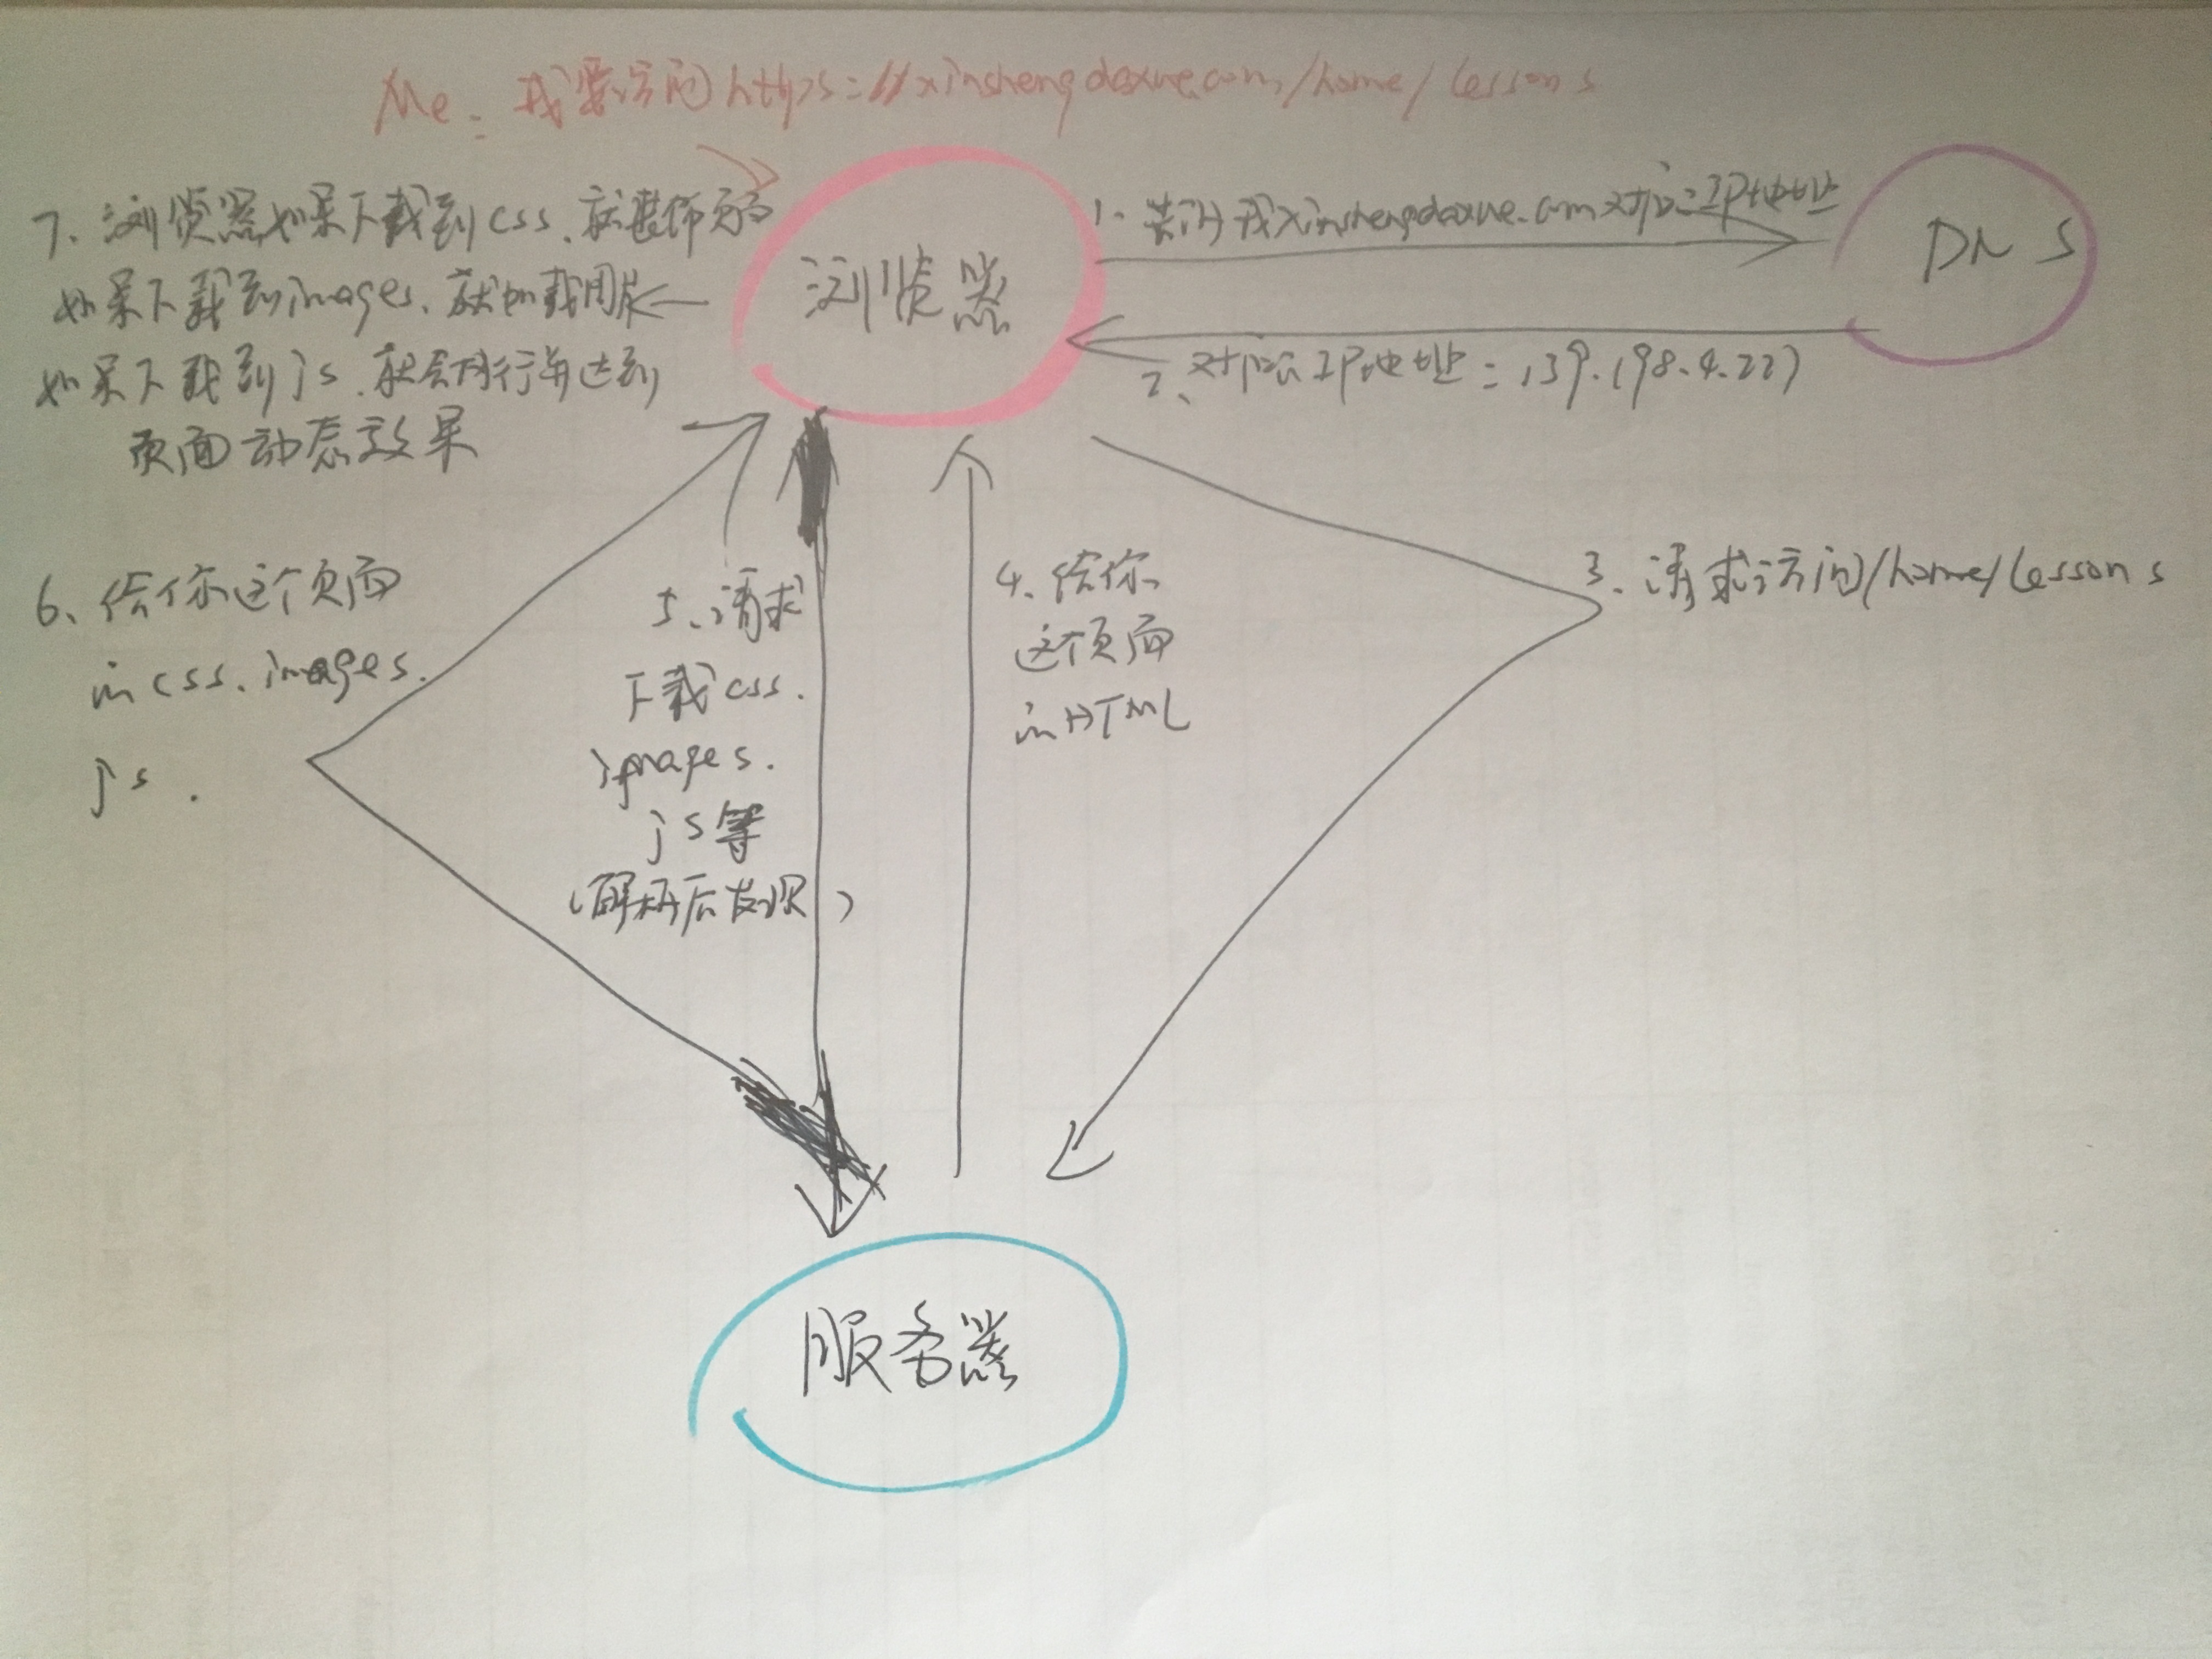 Me: 我要访问https://xinshengdaxue.com/home/lessons
浏览器
1. 告诉我xinshengdaxue.com对应IP地址
DNS
2、对应IP地址:139.198.4.227
3、请求访问/home/lessons
4、给你
这个页面
的HTML
5、请求
下载css、
images、
js等
(解析后发现)
6、给你这个页面
的css、images、
js.
7、浏览器如果下载到css、就装饰页面
如果下载到images、就加载图片
如果下载到js、就会执行并达到
页面动态效果
服务器